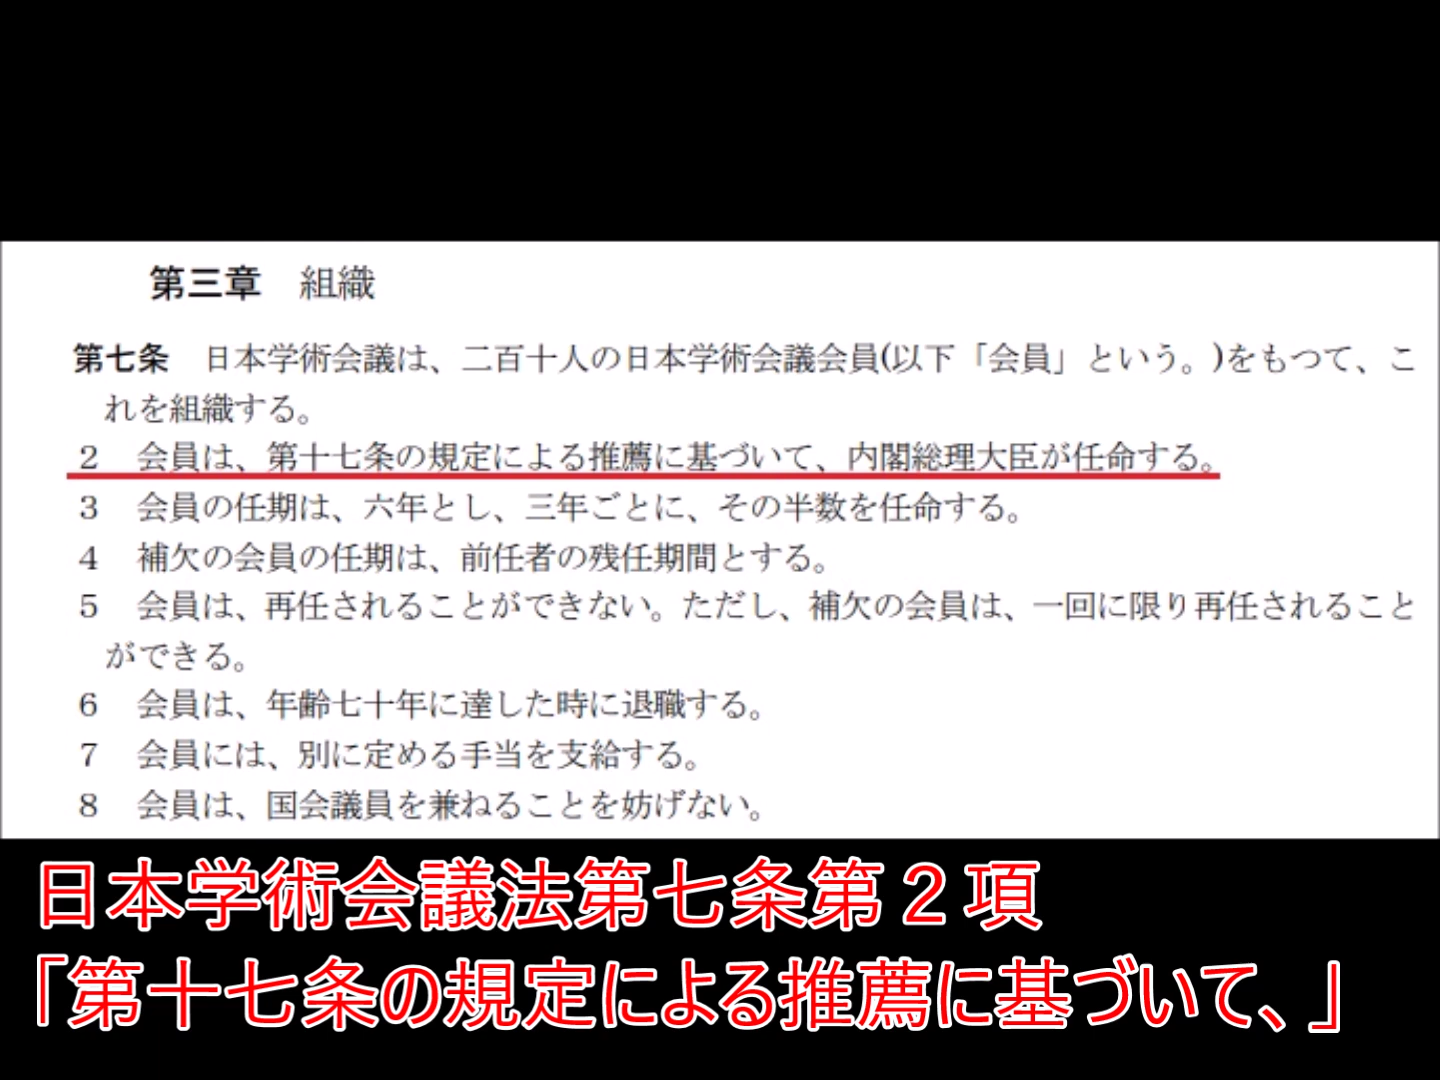 第三章　組織
第七条　日本学術会議は、二百十人の日本学術会議会員(以下「会員」という。)をもつて、こ
れを組織する。
２　会員は、第十七条の規定による推薦に基づいて、内閣総理大臣が任命する。
３　会員の任期は、六年とし、三年ごとに、その半数を任命する。
４　補欠の会員の任期は、前任者の残任期間とする。
５　会員は、再任されることができない。ただし、補欠の会員は、一回に限り再任されること
ができる。
６　会員は、年齢七十年に達した時に退職する。
７　会員には、別に定める手当を支給する。
８　会員は、国会議員を兼ねることを妨げない。
日本学術会議法第七条第２項
「第十七条の規定による推薦に基づいて、」